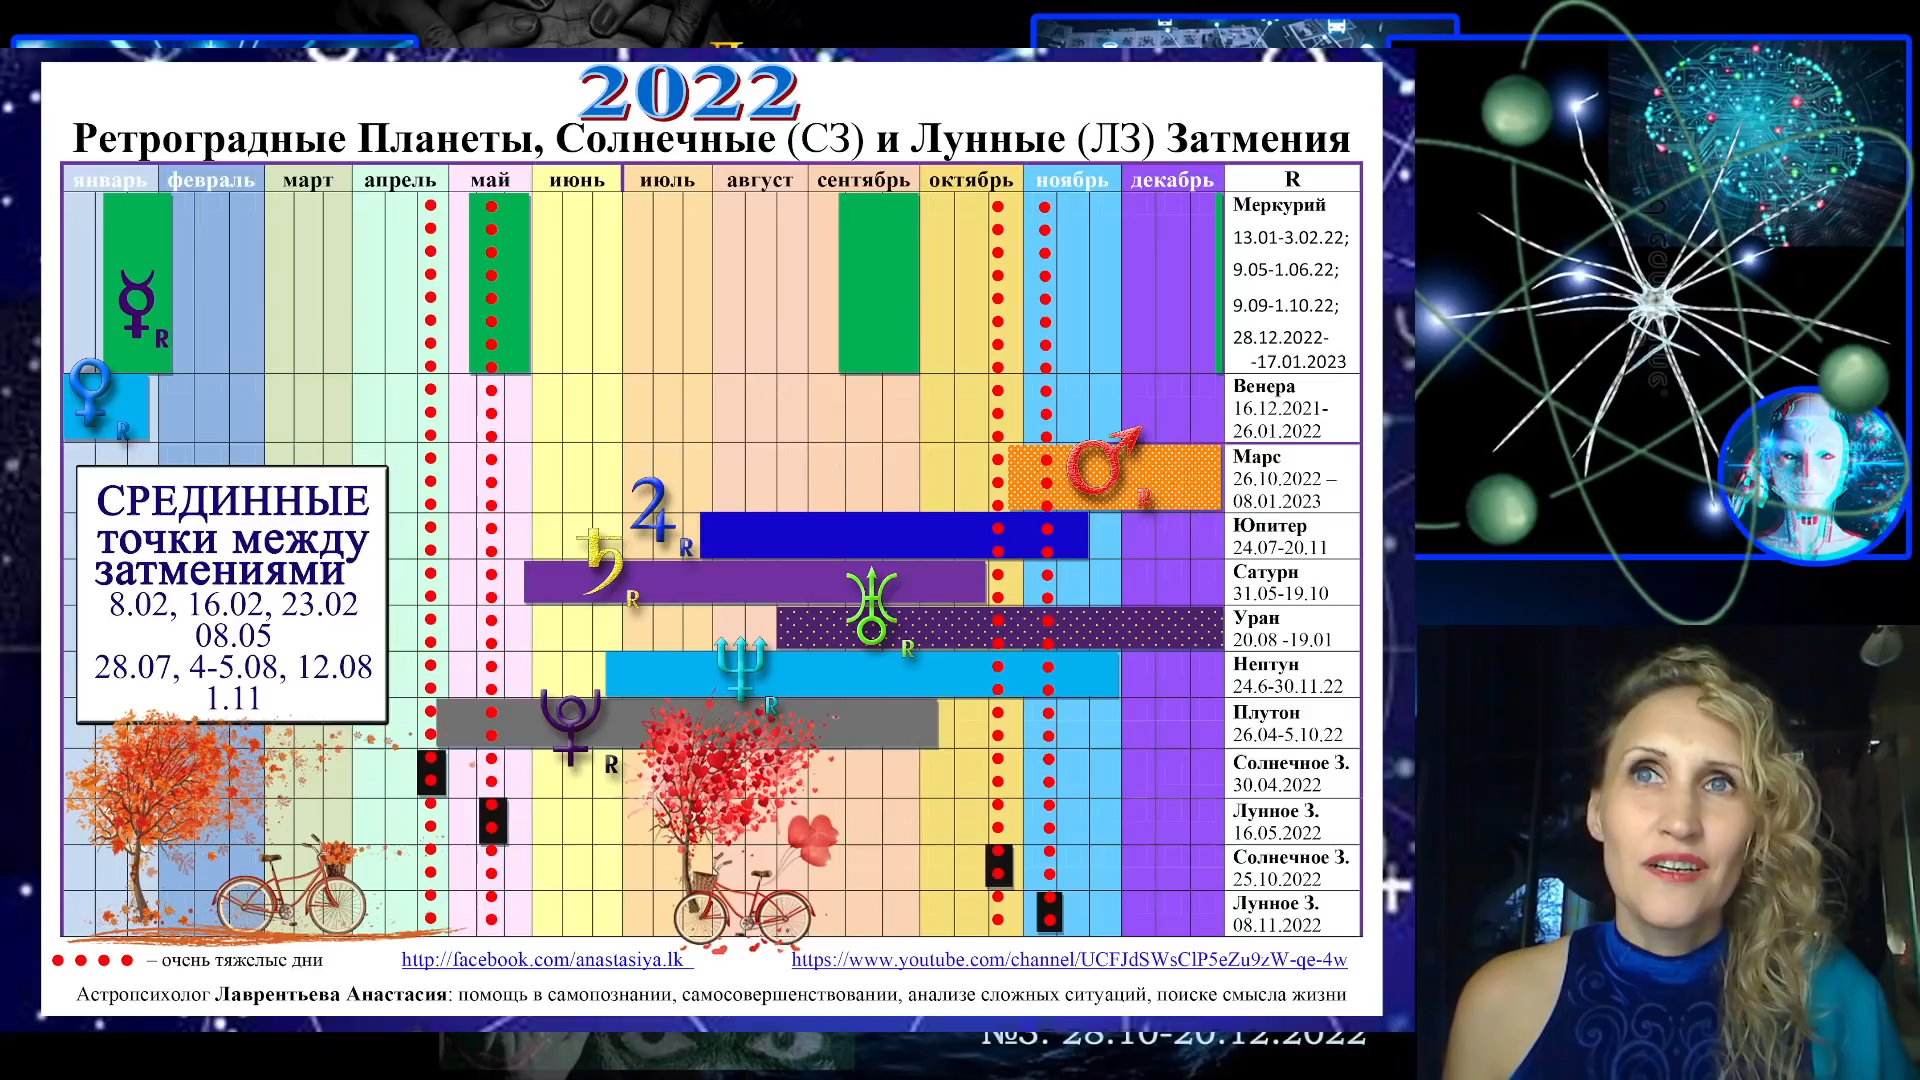 2022
Ретроградные Планеты, Солнечные (СЗ) и Лунные (ЛЗ) Затмения
январь февраль март апрель май июнь июль август сентябрь октябрь ноябрь декабрь R
Меркурий
13.01-3.02.22;
9.05-1.06.22;
9.09-1.10.22;
28.12.2022-
-17.01.2023
Венера
16.12.2021-
26.01.2022
Марс
26.10.2022 –
08.01.2023
Юпитер
24.07-20.11
Сатурн
31.05-19.10
Уран
20.08 -19.01
Нептун
24.6-30.11.22
Плутон
26.04-5.10.22
Солнечное З.
30.04.2022
Лунное З.
16.05.2022
Солнечное З.
25.10.2022
Лунное З.
08.11.2022
R
R
R
R
R
R
R
R
СРЕДИННЫЕ
точки между
затмениями
8.02, 16.02, 23.02
08.05
28.07, 4-5.08, 12.08
1.11
– очень тяжелые дни
http://facebook.com/anastasiya.lk
https://www.youtube.com/channel/UCFJdSWsClP5eZu9zW-qe-4w
Астропсихолог Лаврентьева Анастасия: помощь в самопознании, самосовершенствовании, анализе сложных ситуаций, поиске смысла жизни
№3. 28.10-20.12.2022